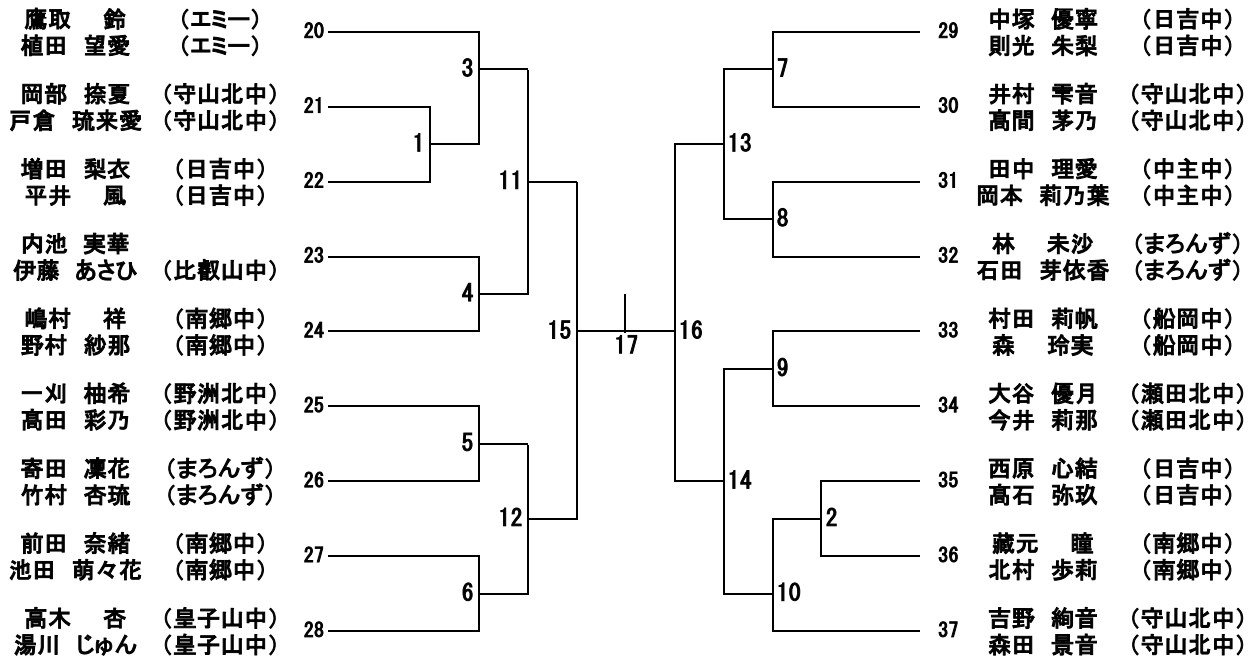 鷹取 鈴 (エミー)
植田 望愛 (エミー)
20
岡部 捺夏 (守山北中)
戸倉 琉来愛 (守山北中)
21
増田 梨衣 (日吉中)
平井 風 (日吉中)
22
内池 実華
伊藤 あさひ (比叡山中)
23
嶋村 祥 (南郷中)
野村 紗那 (南郷中)
24
一刈 柚希 (野洲北中)
髙田 彩乃 (野洲北中)
25
寄田 凜花 (まろんず)
竹村 杏琉 (まろんず)
26
前田 奈緒 (南郷中)
池田 萌々花 (南郷中)
27
高木 杏 (皇子山中)
湯川 じゅん (皇子山中)
28
3
1
11
4
15
5
12
6
17
16
7
13
8
9
14
2
10
29
中塚 優寧 (日吉中)
則光 朱梨 (日吉中)
30
井村 雫音 (守山北中)
髙間 茅乃 (守山北中)
31
田中 理愛 (中主中)
岡本 莉乃葉 (中主中)
32
林 未沙 (まろんず)
石田 芽依香 (まろんず)
33
村田 莉帆 (船岡中)
森 玲実 (船岡中)
34
大谷 優月 (瀬田北中)
今井 莉那 (瀬田北中)
35
西原 心結 (日吉中)
髙石 弥玖 (日吉中)
36
藏元 瞳 (南郷中)
北村 歩莉 (南郷中)
37
吉野 絢音 (守山北中)
森田 景音 (守山北中)